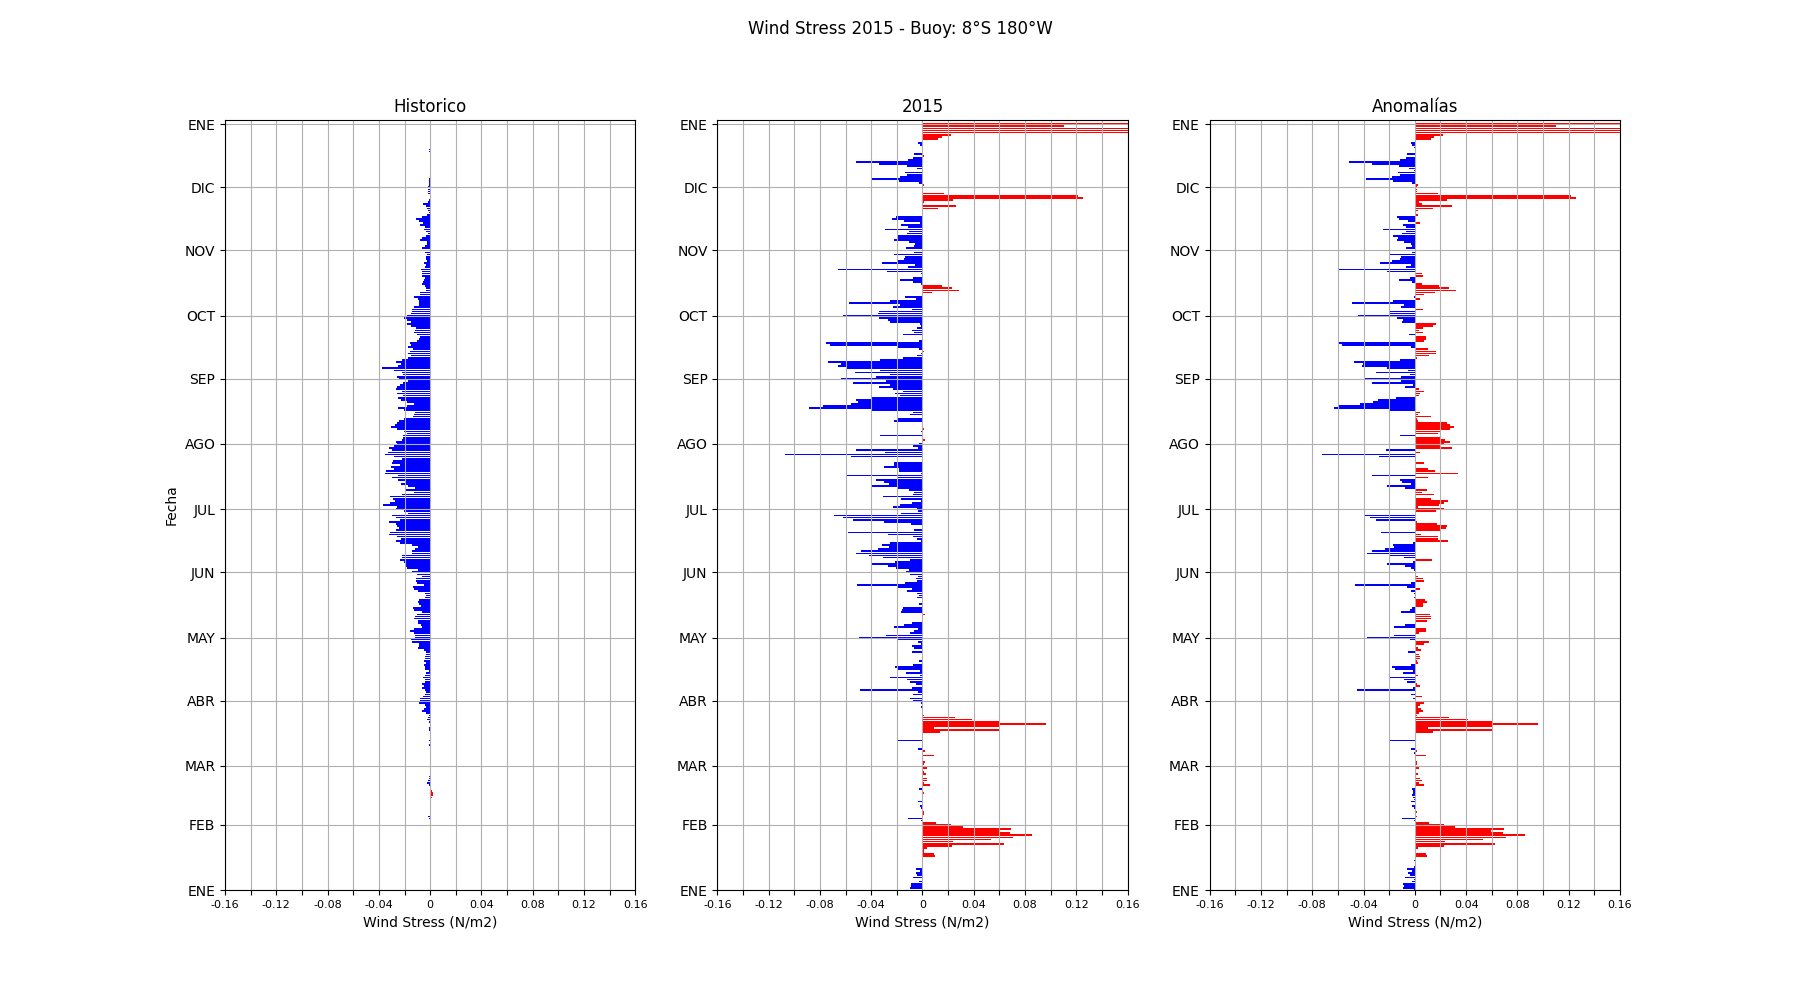 Wind Stress 2015 - Buoy: 8°S 180°W
Historico
2015
Anomalías
ENE
DIC
NOV
OCT
SEP
AGO
JUL
JUN
MAY
ABR
MAR
FEB
ENE
Fecha
-0.16 -0.12 -0.08 -0.04 0 0.04 0.08 0.12 0.16
Wind Stress (N/m2)
ENE
DIC
NOV
OCT
SEP
AGO
JUL
JUN
MAY
ABR
MAR
FEB
ENE
-0.16 -0.12 -0.08 -0.04 0 0.04 0.08 0.12 0.16
Wind Stress (N/m2)
ENE
DIC
NOV
OCT
SEP
AGO
JUL
JUN
MAY
ABR
MAR
FEB
ENE
-0.16 -0.12 -0.08 -0.04 0 0.04 0.08 0.12 0.16
Wind Stress (N/m2)